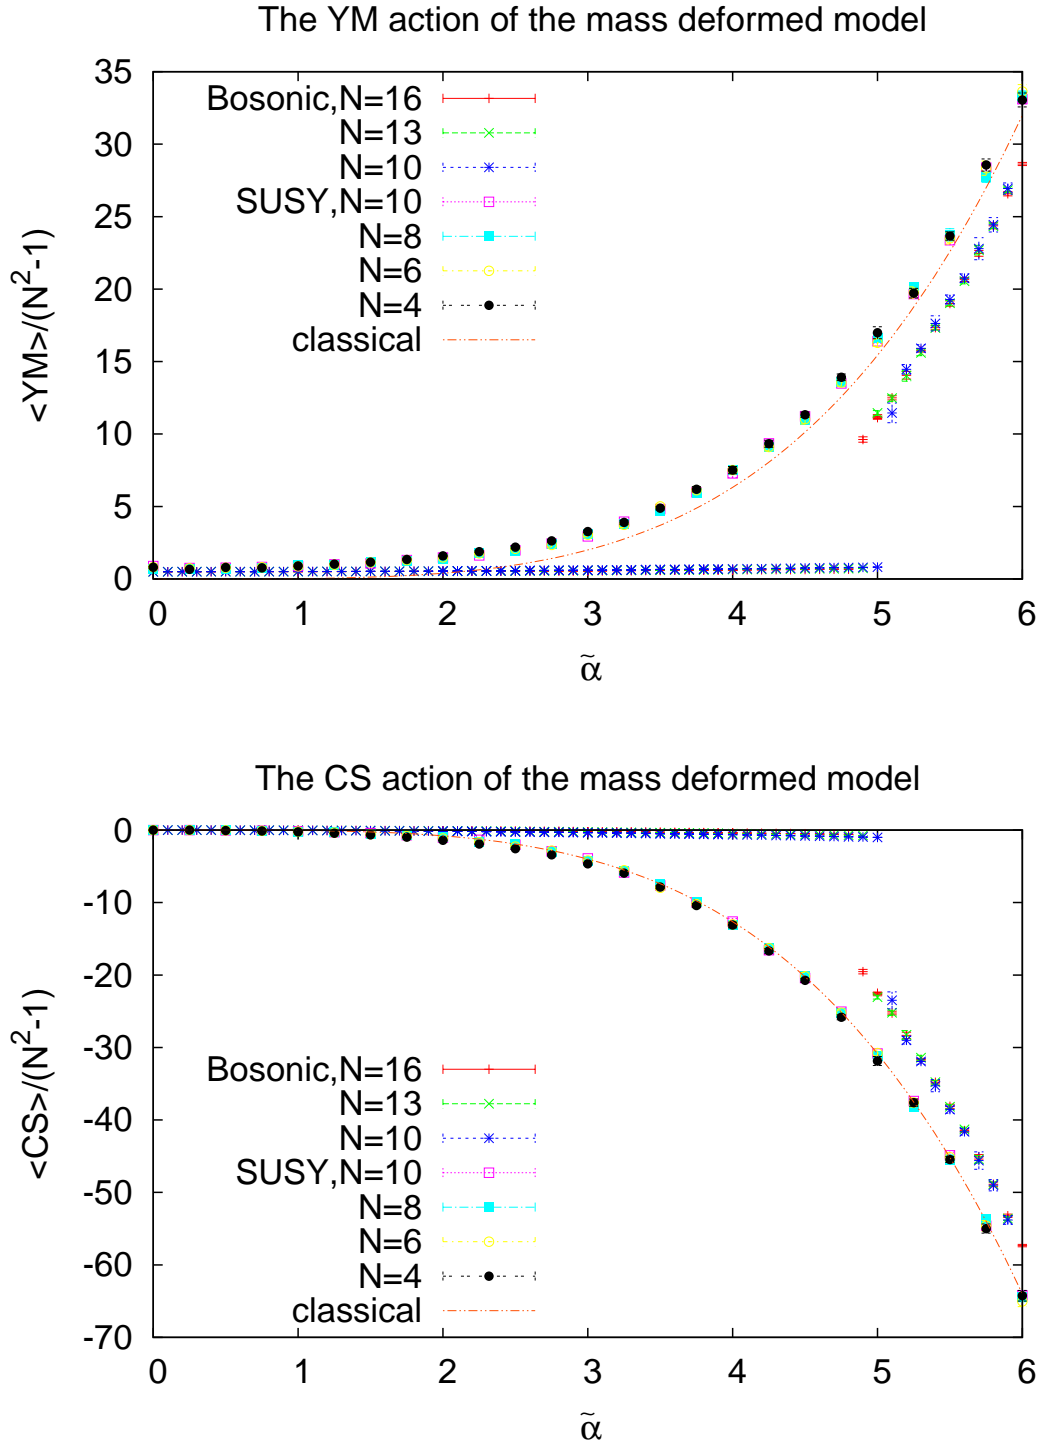 The YM action of the mass deformed model
35
30
25
20
15
10
5
0
<YM>/(N²-1)
Bosonic,N=16
N=13
N=10
SUSY,N=10
N=8
N=6
N=4
classical
0 1 2 3 4 5 6
α̃
The CS action of the mass deformed model
0
-10
-20
-30
-40
-50
-60
-70
<CS>/(N²-1)
Bosonic,N=16
N=13
N=10
SUSY,N=10
N=8
N=6
N=4
classical
0 1 2 3 4 5 6
α̃